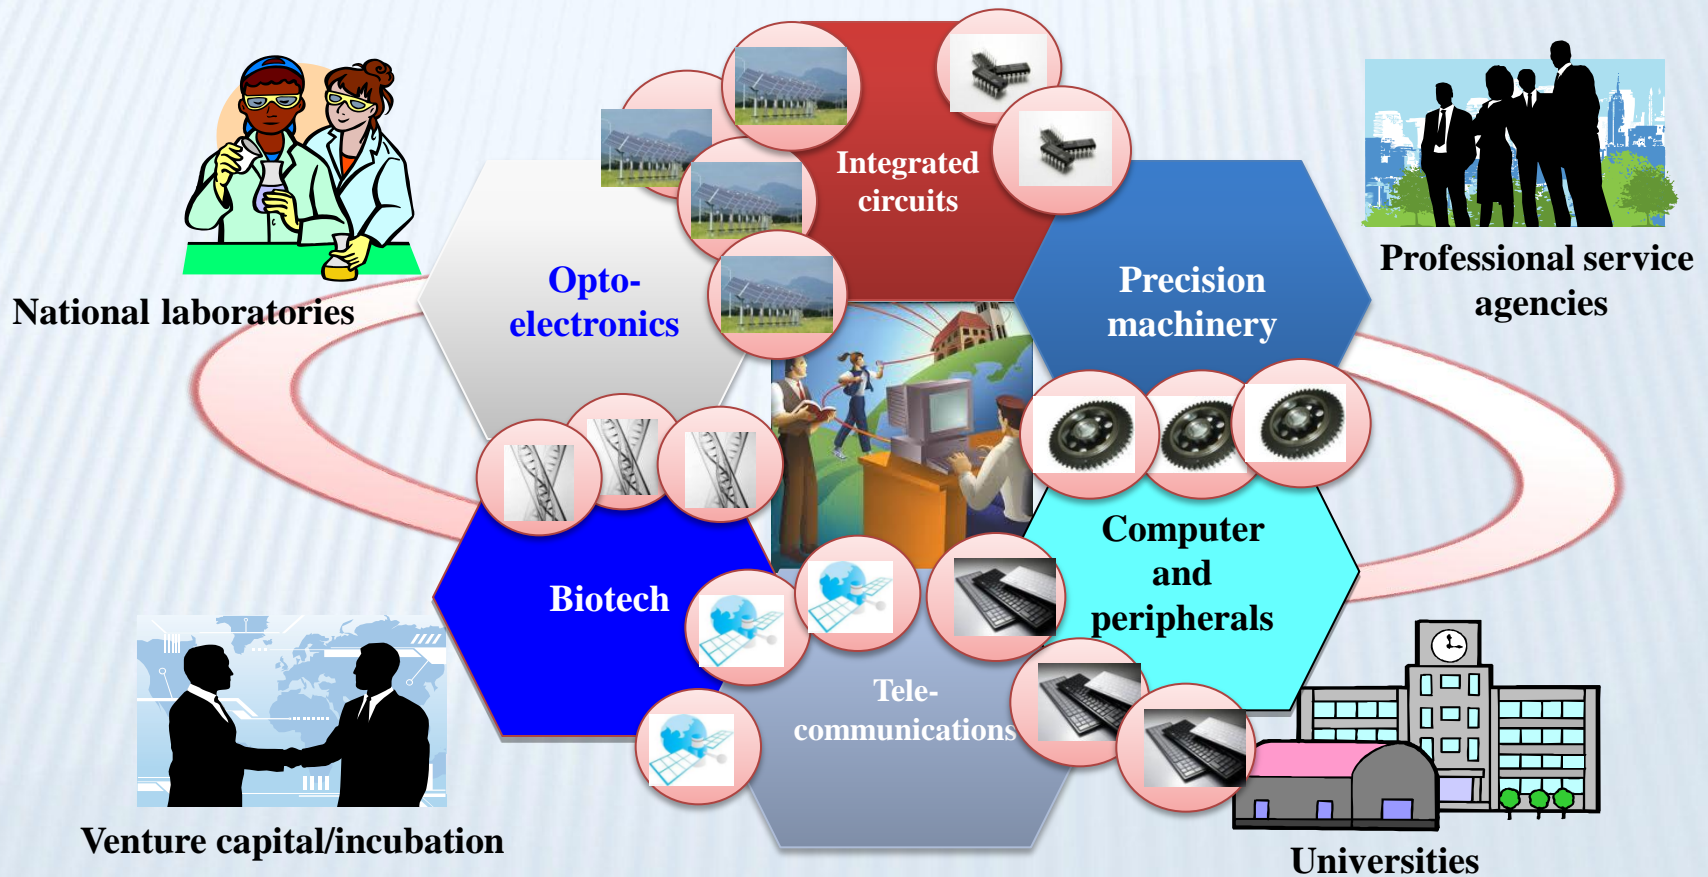 Integrated
circuits
Opto-
electronics
Precision
machinery
Professional service
agencies
National laboratories
Computer
and
peripherals
Biotech
Tele-
communications
Venture capital/incubation
Universities